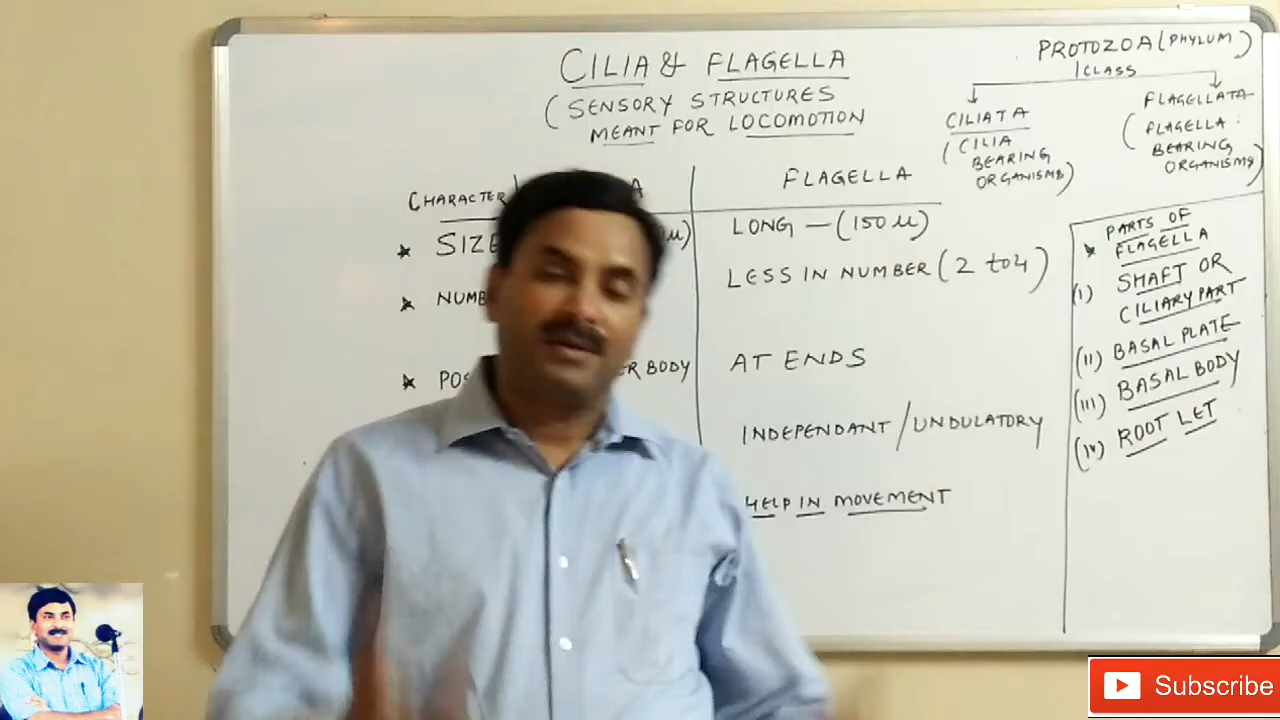 CILIA & FLAGELLA
(SENSORY STRUCTURES
MEANT FOR LOCOMOTION
PROTOZOA (PHYLUM)
CLASS
CILIATA
(CILIA
BEARING
ORGANISMS)
FLAGELLATA
(FLAGELLA
BEARING
ORGANISMS)
CHARACTER
FLAGELLA
★ SIZE
LONG — (150 µ)
LESS IN NUMBER (2 to 4)
★
★
BODY
AT ENDS
INDEPENDANT / UNDULATORY
HELP IN MOVEMENT
★ PARTS OF
FLAGELLA
(I) SHAFT OR
CILIARY PART
(II) BASAL PLATE
(III) BASAL BODY
(IV) ROOT LET
Subscribe